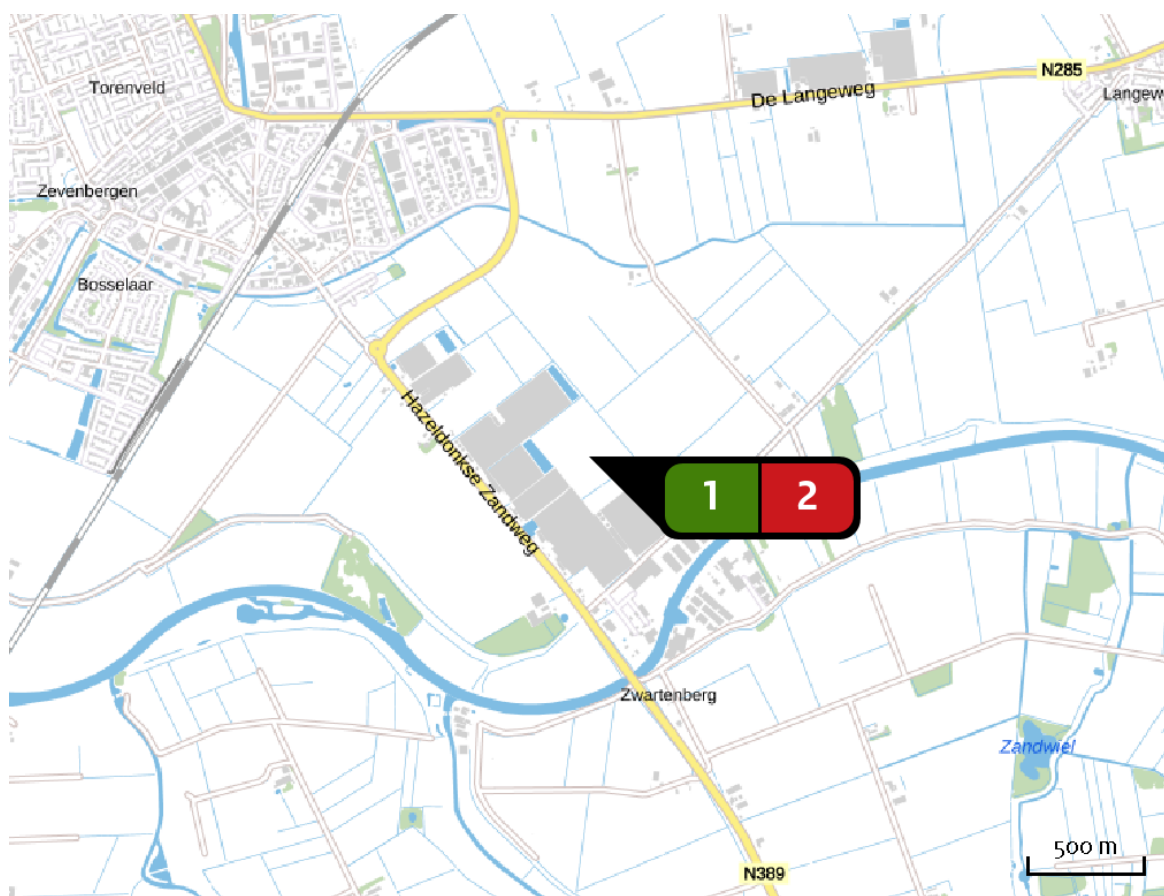 N285
Torenveld
De Langeweg
Langew
Zevenbergen
Bosselaar
Hazeldonkse Zandweg
1 2
Zwartenberg
Zandwiel
500 m
N389